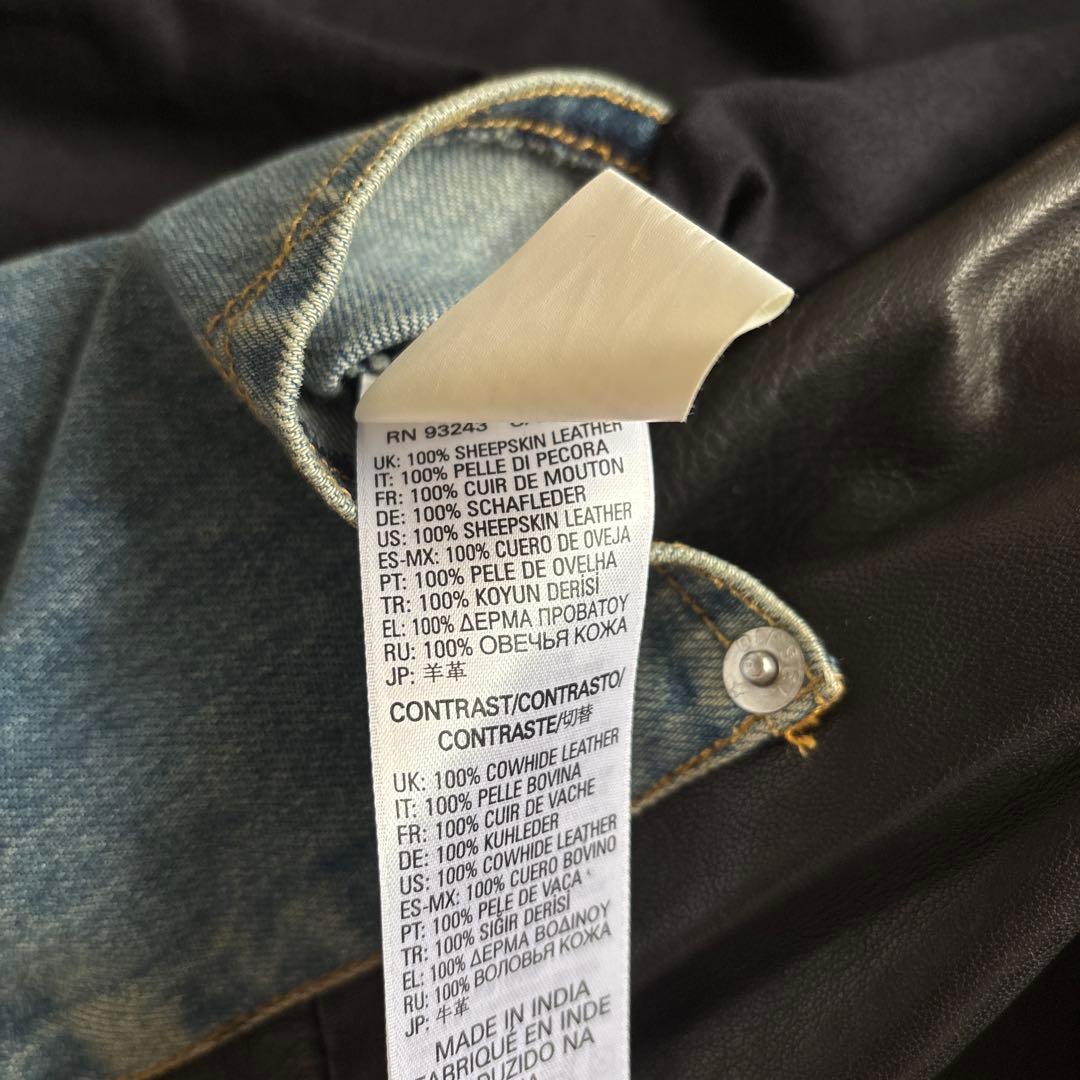 RN 93243
UK: 100% SHEEPSKIN LEATHER
IT: 100% PELLE DI PECORA
FR: 100% CUIR DE MOUTON
DE: 100% SCHAFLEDER
US: 100% SHEEPSKIN LEATHER
ES-MX: 100% CUERO DE OVEJA
PT: 100% PELE DE OVELHA
TR: 100% KOYUN DERİSİ
EL: 100% ΔΕΡΜΑ ΠΡΟΒΑΤΟΥ
RU: 100% ОВЕЧЬЯ КОЖА
JP: 羊革
CONTRAST/CONTRASTO/
CONTRASTE/切替
UK: 100% COWHIDE LEATHER
IT: 100% PELLE BOVINA
FR: 100% CUIR DE VACHE
DE: 100% KUHLEDER
US: 100% COWHIDE LEATHER
ES-MX: 100% CUERO BOVINO
PT: 100% PELE DE VACA
TR: 100% SIĞIR DERİSİ
EL: 100% ΔΕΡΜΑ ΒΟΔΙΝΟΥ
RU: 100% ВОЛОВЬЯ КОЖА
JP: 牛革
MADE IN INDIA
FABRIQUÉ EN INDE
DUZIDO NA